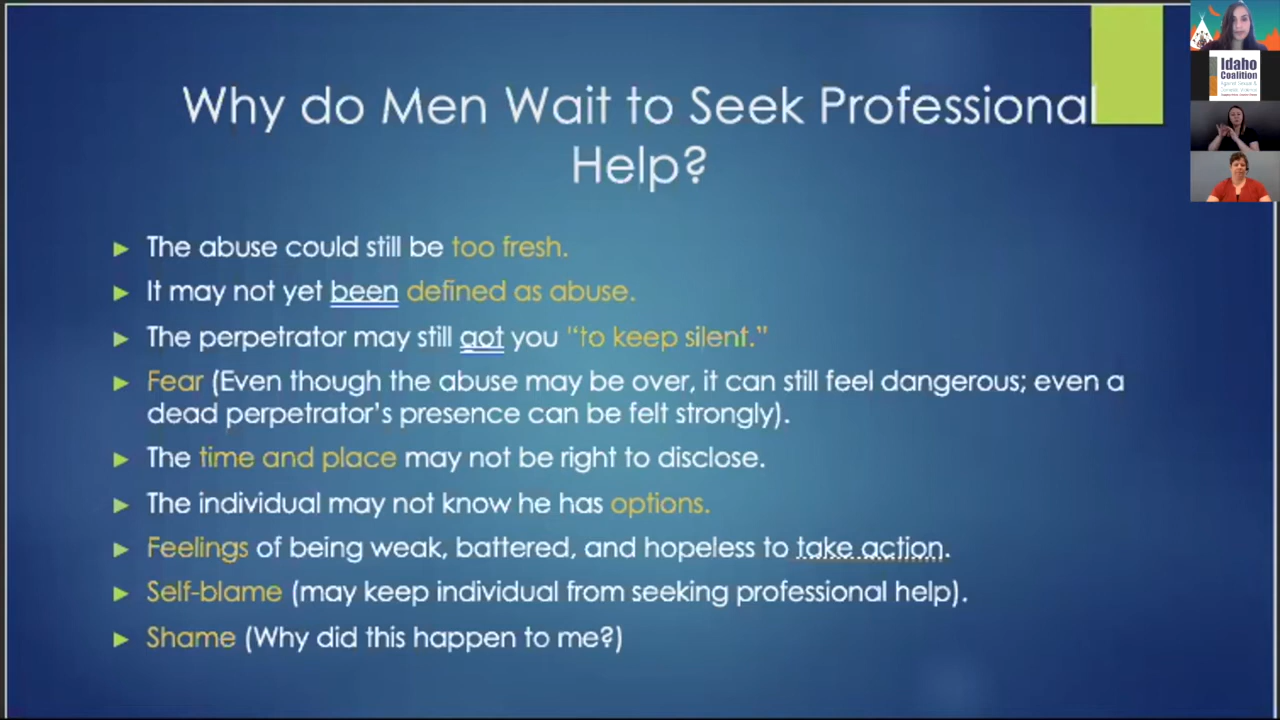 Why do Men Wait to Seek Professional
Help?
► The abuse could still be too fresh.
► It may not yet been defined as abuse.
► The perpetrator may still got you “to keep silent.”
► Fear (Even though the abuse may be over, it can still feel dangerous; even a
dead perpetrator’s presence can be felt strongly).
► The time and place may not be right to disclose.
► The individual may not know he has options.
► Feelings of being weak, battered, and hopeless to take action.
► Self-blame (may keep individual from seeking professional help).
► Shame (Why did this happen to me?)
Idaho
Coalition